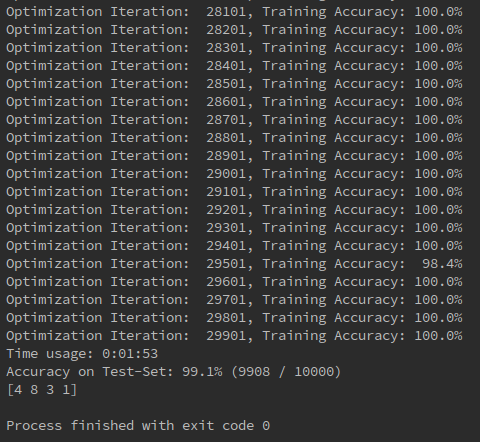 Optimization Iteration:  28101, Training Accuracy: 100.0%
Optimization Iteration:  28201, Training Accuracy: 100.0%
Optimization Iteration:  28301, Training Accuracy: 100.0%
Optimization Iteration:  28401, Training Accuracy: 100.0%
Optimization Iteration:  28501, Training Accuracy: 100.0%
Optimization Iteration:  28601, Training Accuracy: 100.0%
Optimization Iteration:  28701, Training Accuracy: 100.0%
Optimization Iteration:  28801, Training Accuracy: 100.0%
Optimization Iteration:  28901, Training Accuracy: 100.0%
Optimization Iteration:  29001, Training Accuracy: 100.0%
Optimization Iteration:  29101, Training Accuracy: 100.0%
Optimization Iteration:  29201, Training Accuracy: 100.0%
Optimization Iteration:  29301, Training Accuracy: 100.0%
Optimization Iteration:  29401, Training Accuracy: 100.0%
Optimization Iteration:  29501, Training Accuracy:  98.4%
Optimization Iteration:  29601, Training Accuracy: 100.0%
Optimization Iteration:  29701, Training Accuracy: 100.0%
Optimization Iteration:  29801, Training Accuracy: 100.0%
Optimization Iteration:  29901, Training Accuracy: 100.0%
Time usage: 0:01:53
Accuracy on Test-Set: 99.1% (9908 / 10000)
[4 8 3 1]
Process finished with exit code 0